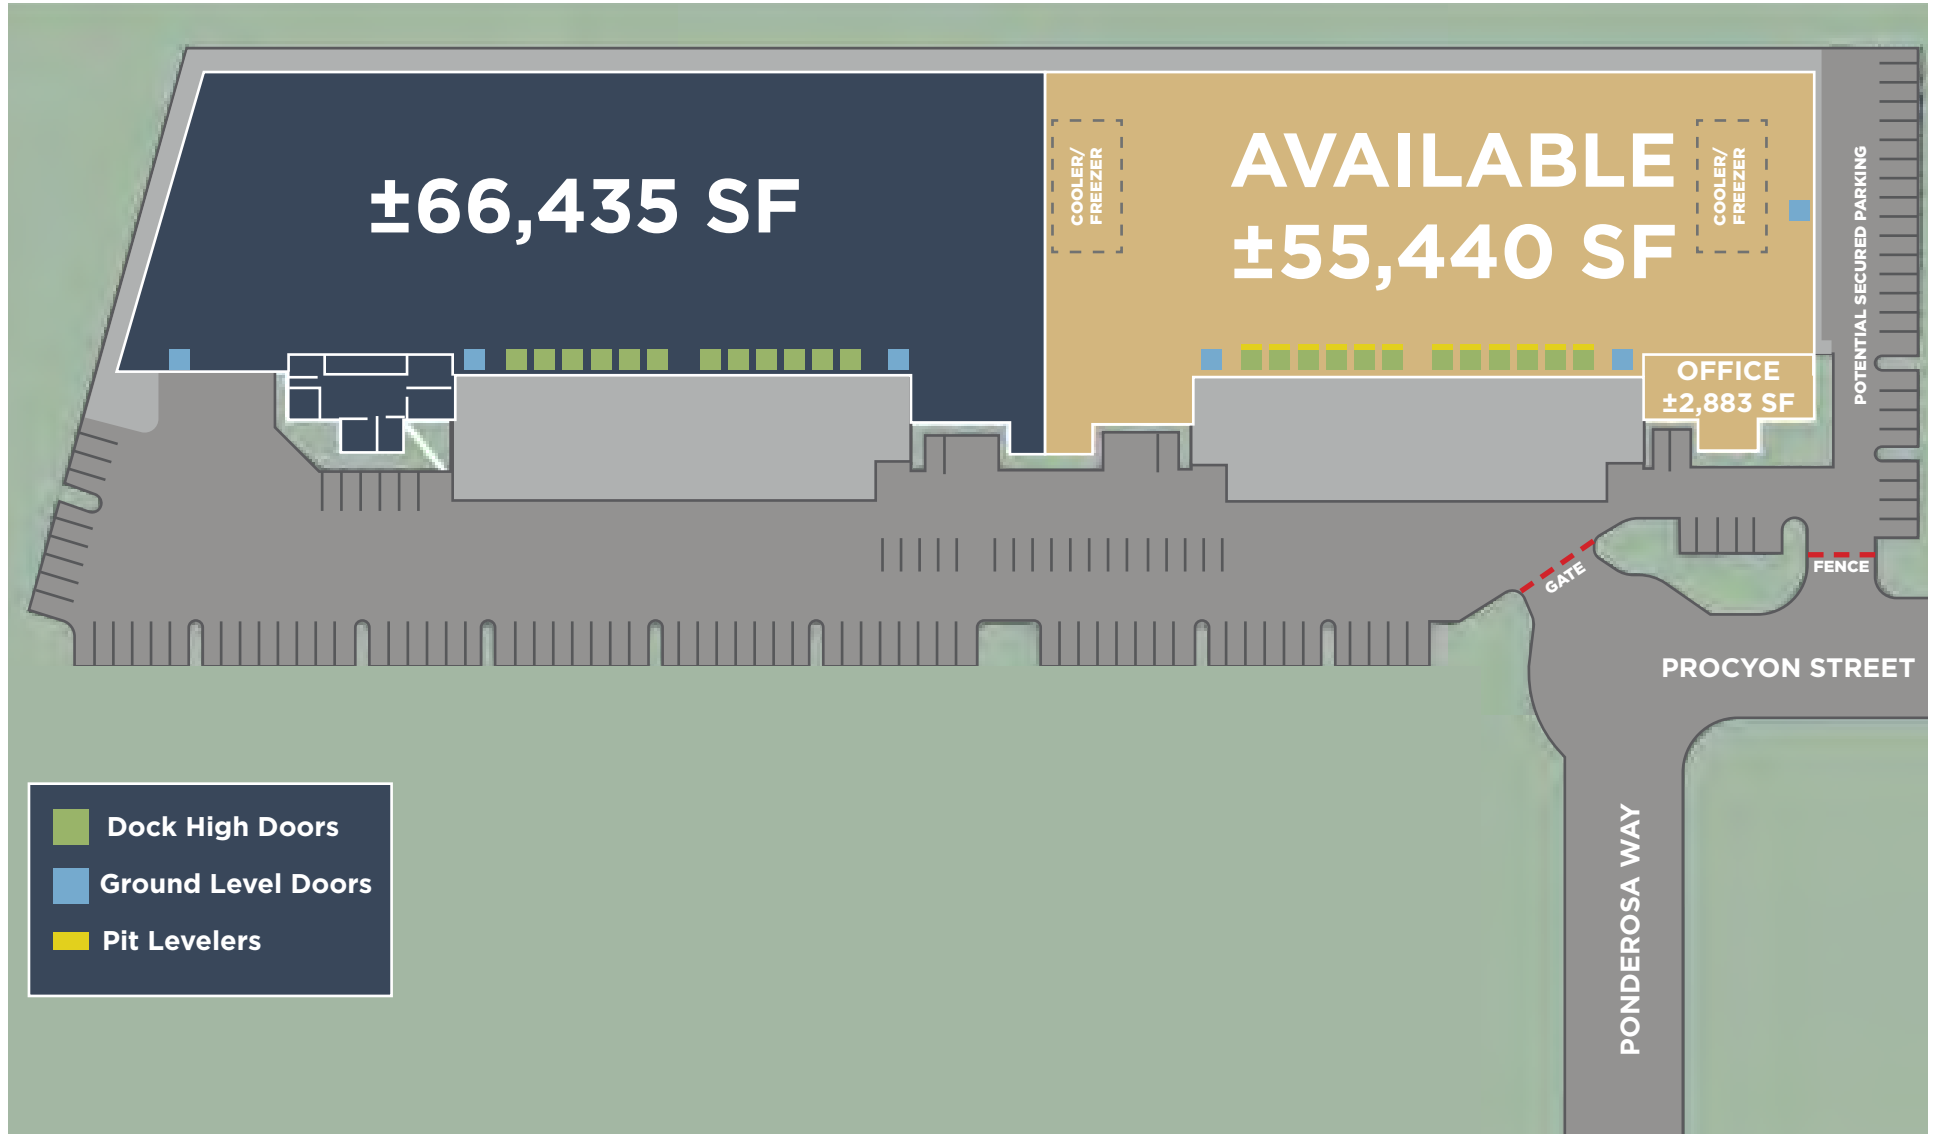 ±66,435 SF
COOLER/
FREEZER
AVAILABLE
±55,440 SF
COOLER/
FREEZER
POTENTIAL SECURED PARKING
OFFICE
±2,883 SF
GATE
FENCE
PROCYON STREET
PONDEROSA WAY
Dock High Doors
Ground Level Doors
Pit Levelers